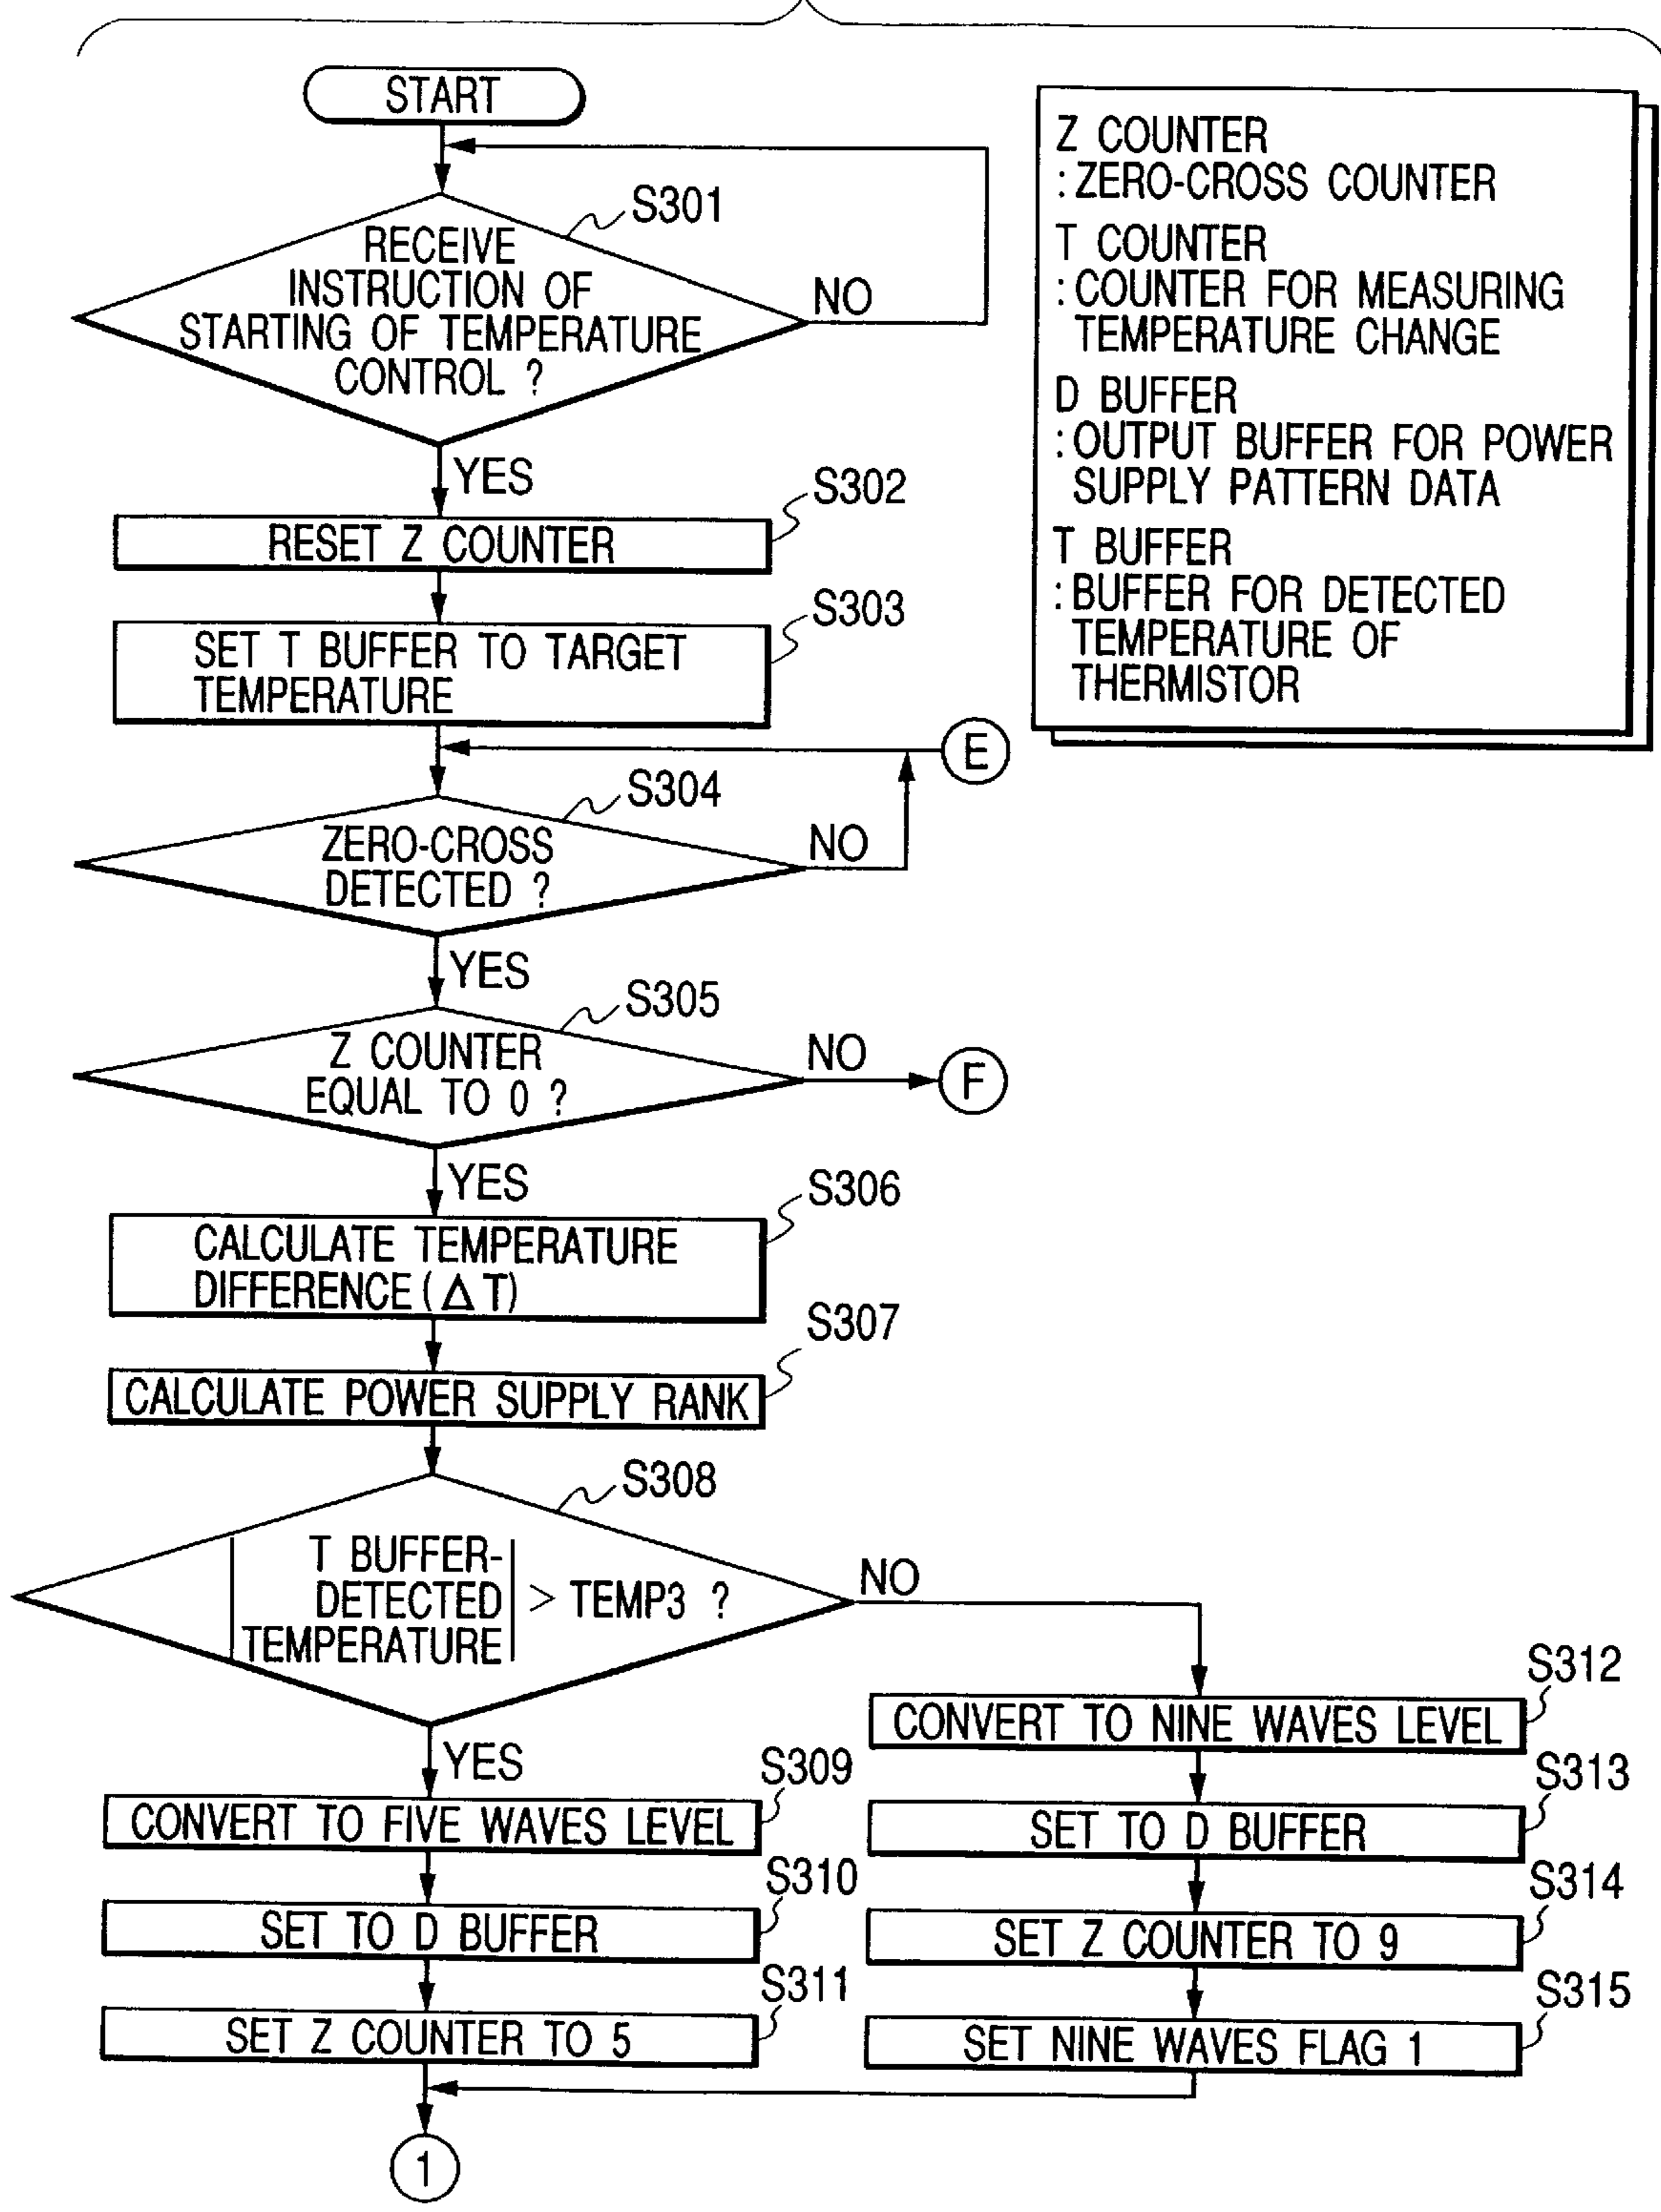 START
S301
RECEIVE
INSTRUCTION OF
STARTING OF TEMPERATURE
CONTROL ?
NO
YES
S302
RESET Z COUNTER
S303
SET T BUFFER TO TARGET
TEMPERATURE
E
S304
ZERO-CROSS
DETECTED ?
NO
YES
S305
Z COUNTER
EQUAL TO 0 ?
NO
F
YES
S306
CALCULATE TEMPERATURE
DIFFERENCE (Δ T)
S307
CALCULATE POWER SUPPLY RANK
S308
| T BUFFER-
DETECTED
TEMPERATURE | > TEMP3 ?
NO
YES
S309
CONVERT TO FIVE WAVES LEVEL
S310
SET TO D BUFFER
S311
SET Z COUNTER TO 5
S312
CONVERT TO NINE WAVES LEVEL
S313
SET TO D BUFFER
S314
SET Z COUNTER TO 9
S315
SET NINE WAVES FLAG 1
1
Z COUNTER
:ZERO-CROSS COUNTER
T COUNTER
:COUNTER FOR MEASURING
TEMPERATURE CHANGE
D BUFFER
:OUTPUT BUFFER FOR POWER
SUPPLY PATTERN DATA
T BUFFER
:BUFFER FOR DETECTED
TEMPERATURE OF
THERMISTOR